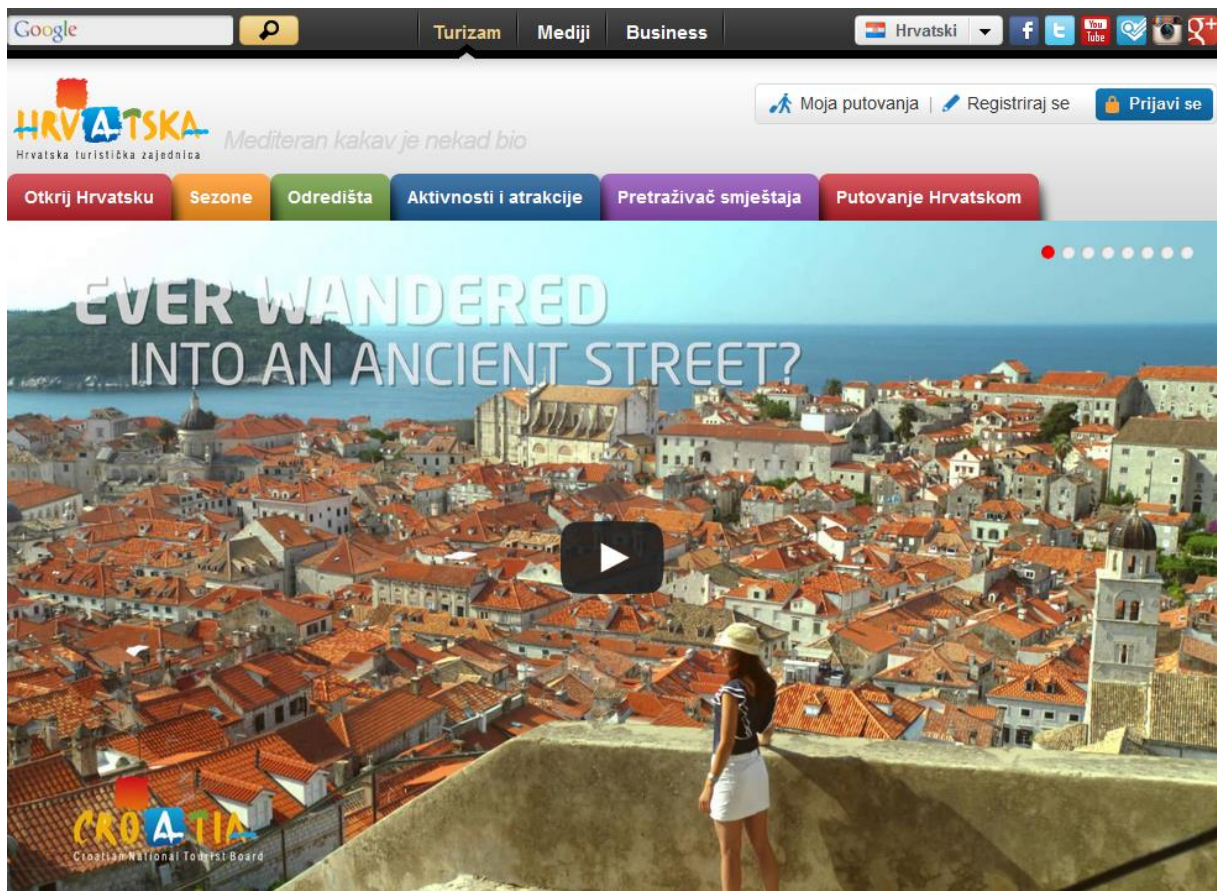 Google
Turizam Mediji Business
Hrvatski
f t You Tube g+
Moja putovanja | Registriraj se Prijavi se
HRVATSKA
Hrvatska turistička zajednica
Mediteran kakav je nekad bio
Otkrij Hrvatsku Sezone Odredišta Aktivnosti i atrakcije Pretraživač smještaja Putovanje Hrvatskom
EVER WANDERED
INTO AN ANCIENT STREET?
CROATIA
Croatian National Tourist Board